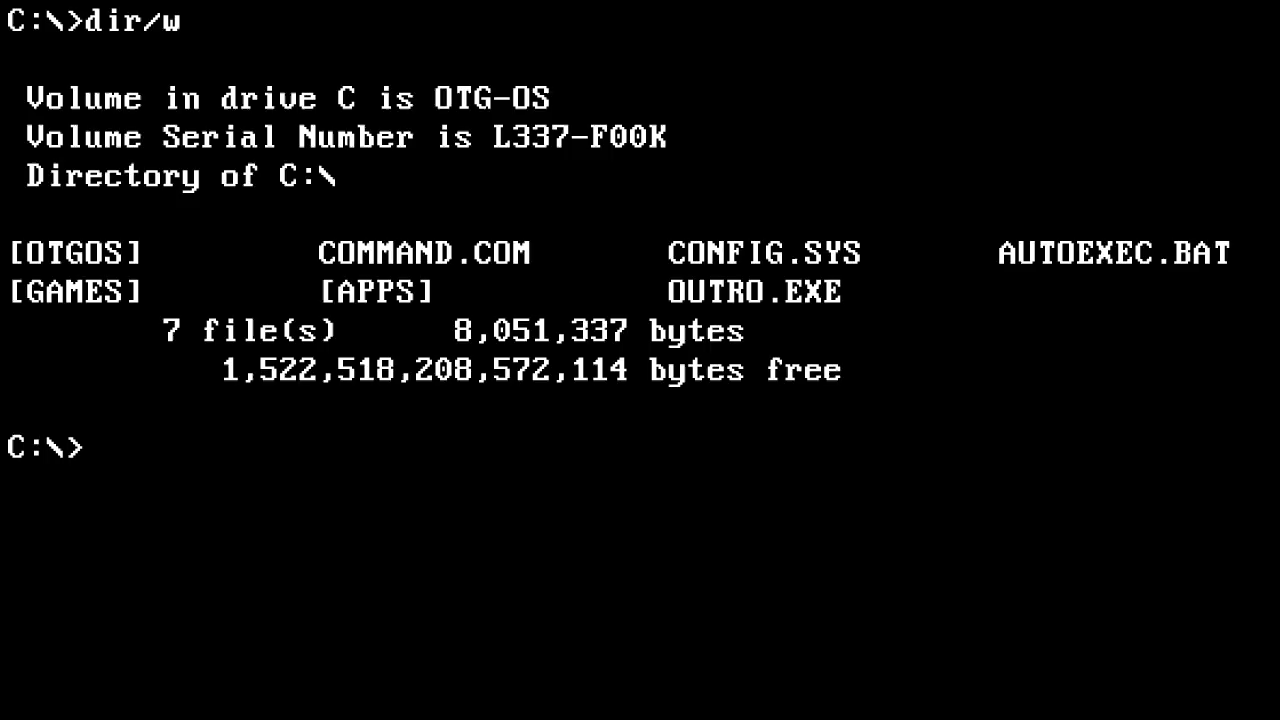 C:\>dir/w
Volume in drive C is OTG-OS
Volume Serial Number is L337-F00K
Directory of C:\
[OTGOS] COMMAND.COM CONFIG.SYS AUTOEXEC.BAT
[GAMES] [APPS] OUTRO.EXE
7 file(s) 8,051,337 bytes
1,522,518,208,572,114 bytes free
C:\>